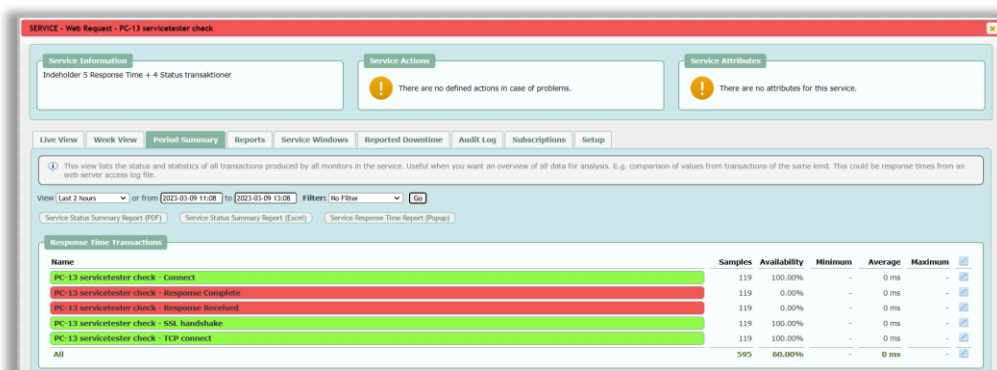 SERVICE - Web Request - PC-13 servicetester check
Service Information
Indeholder 5 Response Time + 4 Status transaktioner
Service Actions
There are no defined actions in case of problems.
Service Attributes
There are no attributes for this service.
Live View Week View Period Summary Reports Service Windows Reported Downtime Audit Log Subscriptions Setup
This view lists the status and statistics of all transactions produced by all monitors in the service. Useful when you want an overview of all data for analysis. E.g. comparison of values from transactions of the same kind. This could be response times from an
web server access log file.
View Last 2 hours or from 2023-03-09 11:08 to 2023-03-09 13:08 Filter: No Filter Go
Service Status Summary Report (PDF) Service Status Summary Report (Excel) Service Response Time Report (Popup)
Response Time Transactions
Name Samples Availability Minimum Average Maximum
PC-13 servicetester check - Connect 119 100.00% - 0 ms -
PC-13 servicetester check - Response Complete 119 0.00% - 0 ms -
PC-13 servicetester check - Response Received 119 0.00% - 0 ms -
PC-13 servicetester check - SSL handshake 119 100.00% - 0 ms -
PC-13 servicetester check - TCP connect 119 100.00% - 0 ms -
All 595 60.00% - 0 ms -